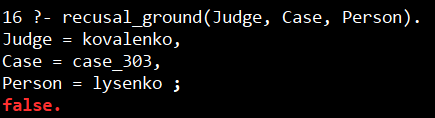 16 ?- recusal_ground(Judge, Case, Person).
Judge = kovalenko,
Case = case_303,
Person = lysenko ;
false.